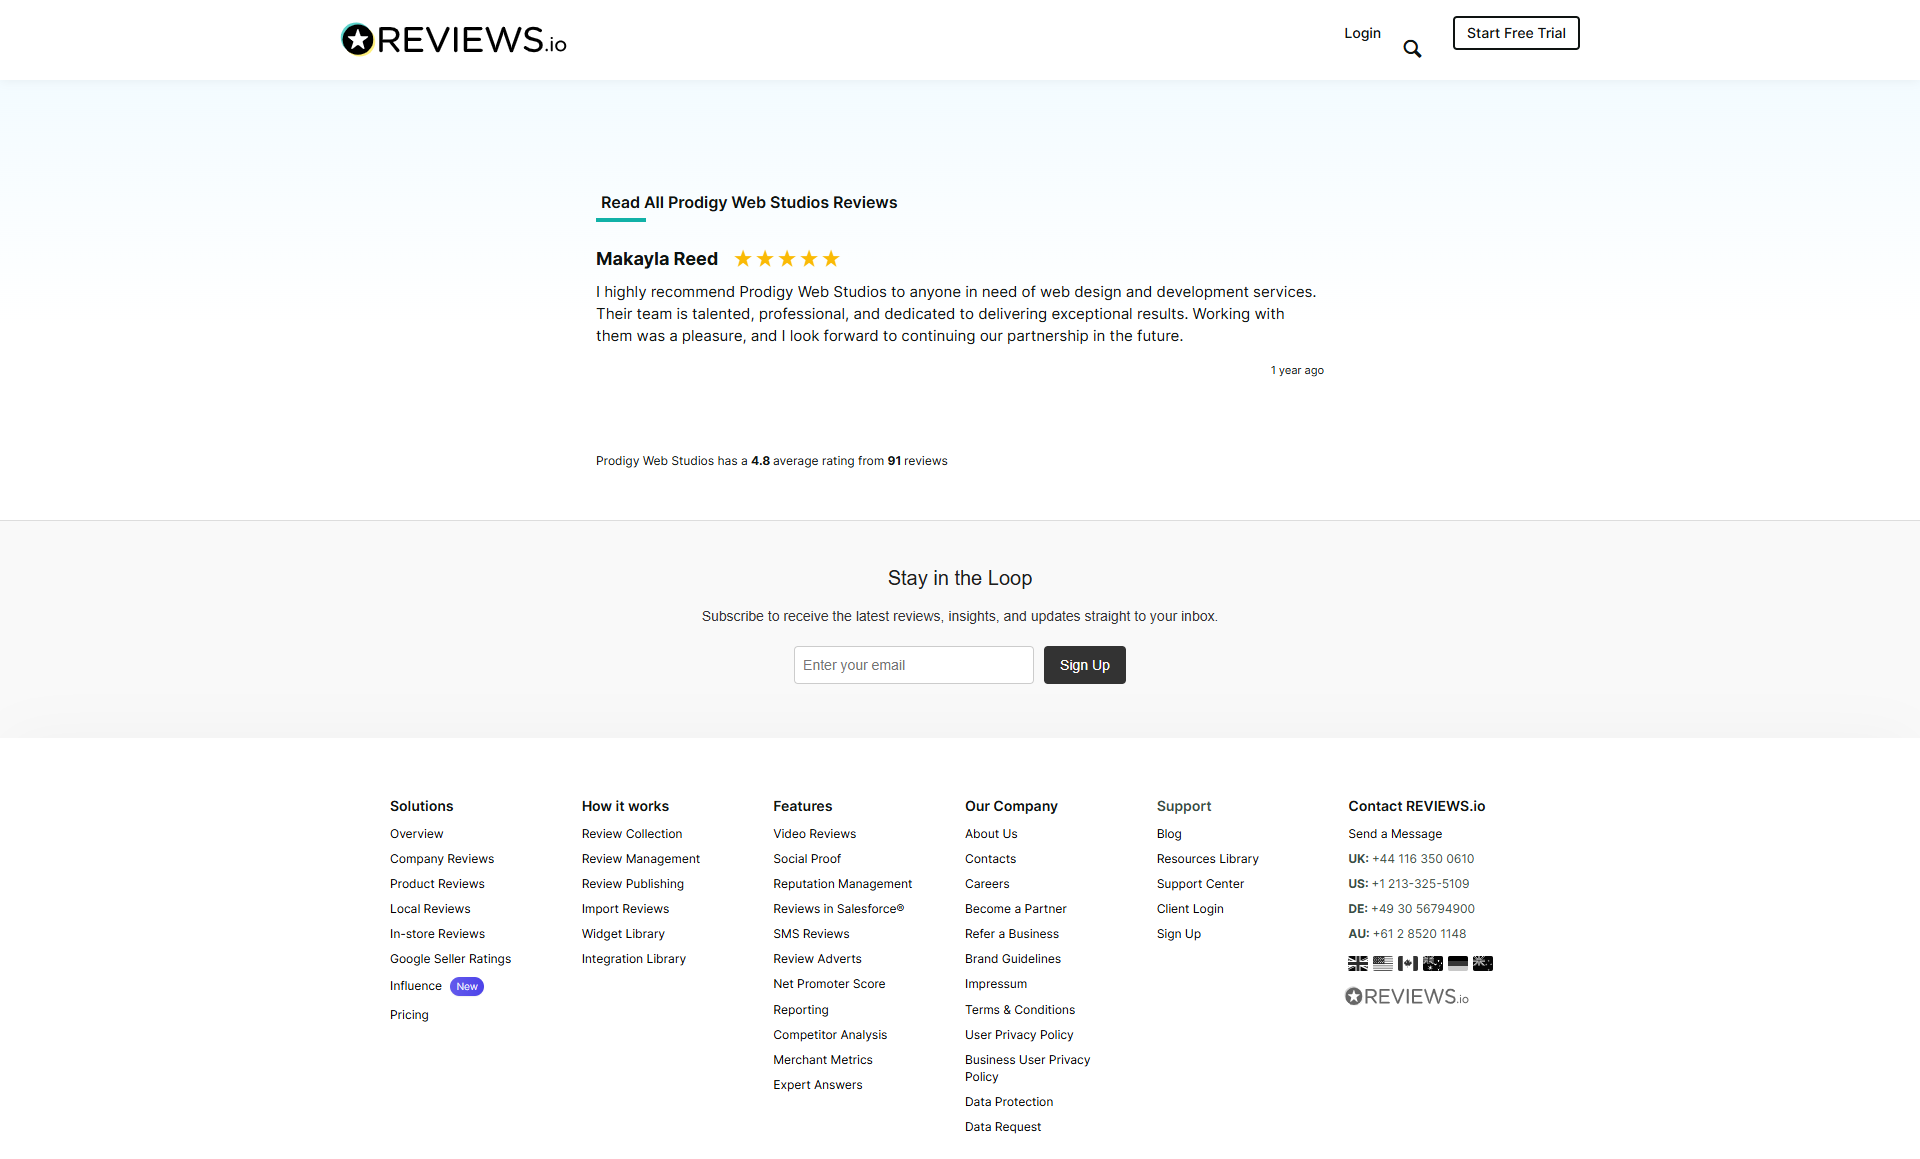 REVIEWS.io
Login
Start Free Trial
Read All Prodigy Web Studios Reviews
Makayla Reed
I highly recommend Prodigy Web Studios to anyone in need of web design and development services.
Their team is talented, professional, and dedicated to delivering exceptional results. Working with
them was a pleasure, and I look forward to continuing our partnership in the future.
1 year ago
Prodigy Web Studios has a 4.8 average rating from 91 reviews
Stay in the Loop
Subscribe to receive the latest reviews, insights, and updates straight to your inbox.
Enter your email
Sign Up
Solutions
Overview
Company Reviews
Product Reviews
Local Reviews
In-store Reviews
Google Seller Ratings
Influence New
Pricing
How it works
Review Collection
Review Management
Review Publishing
Import Reviews
Widget Library
Integration Library
Features
Video Reviews
Social Proof
Reputation Management
Reviews in Salesforce®
SMS Reviews
Review Adverts
Net Promoter Score
Reporting
Competitor Analysis
Merchant Metrics
Expert Answers
Our Company
About Us
Contacts
Careers
Become a Partner
Refer a Business
Brand Guidelines
Impressum
Terms & Conditions
User Privacy Policy
Business User Privacy
Policy
Data Protection
Data Request
Support
Blog
Resources Library
Support Center
Client Login
Sign Up
Contact REVIEWS.io
Send a Message
UK: +44 116 350 0610
US: +1 213-325-5109
DE: +49 30 56794900
AU: +61 2 8520 1148
REVIEWS.io